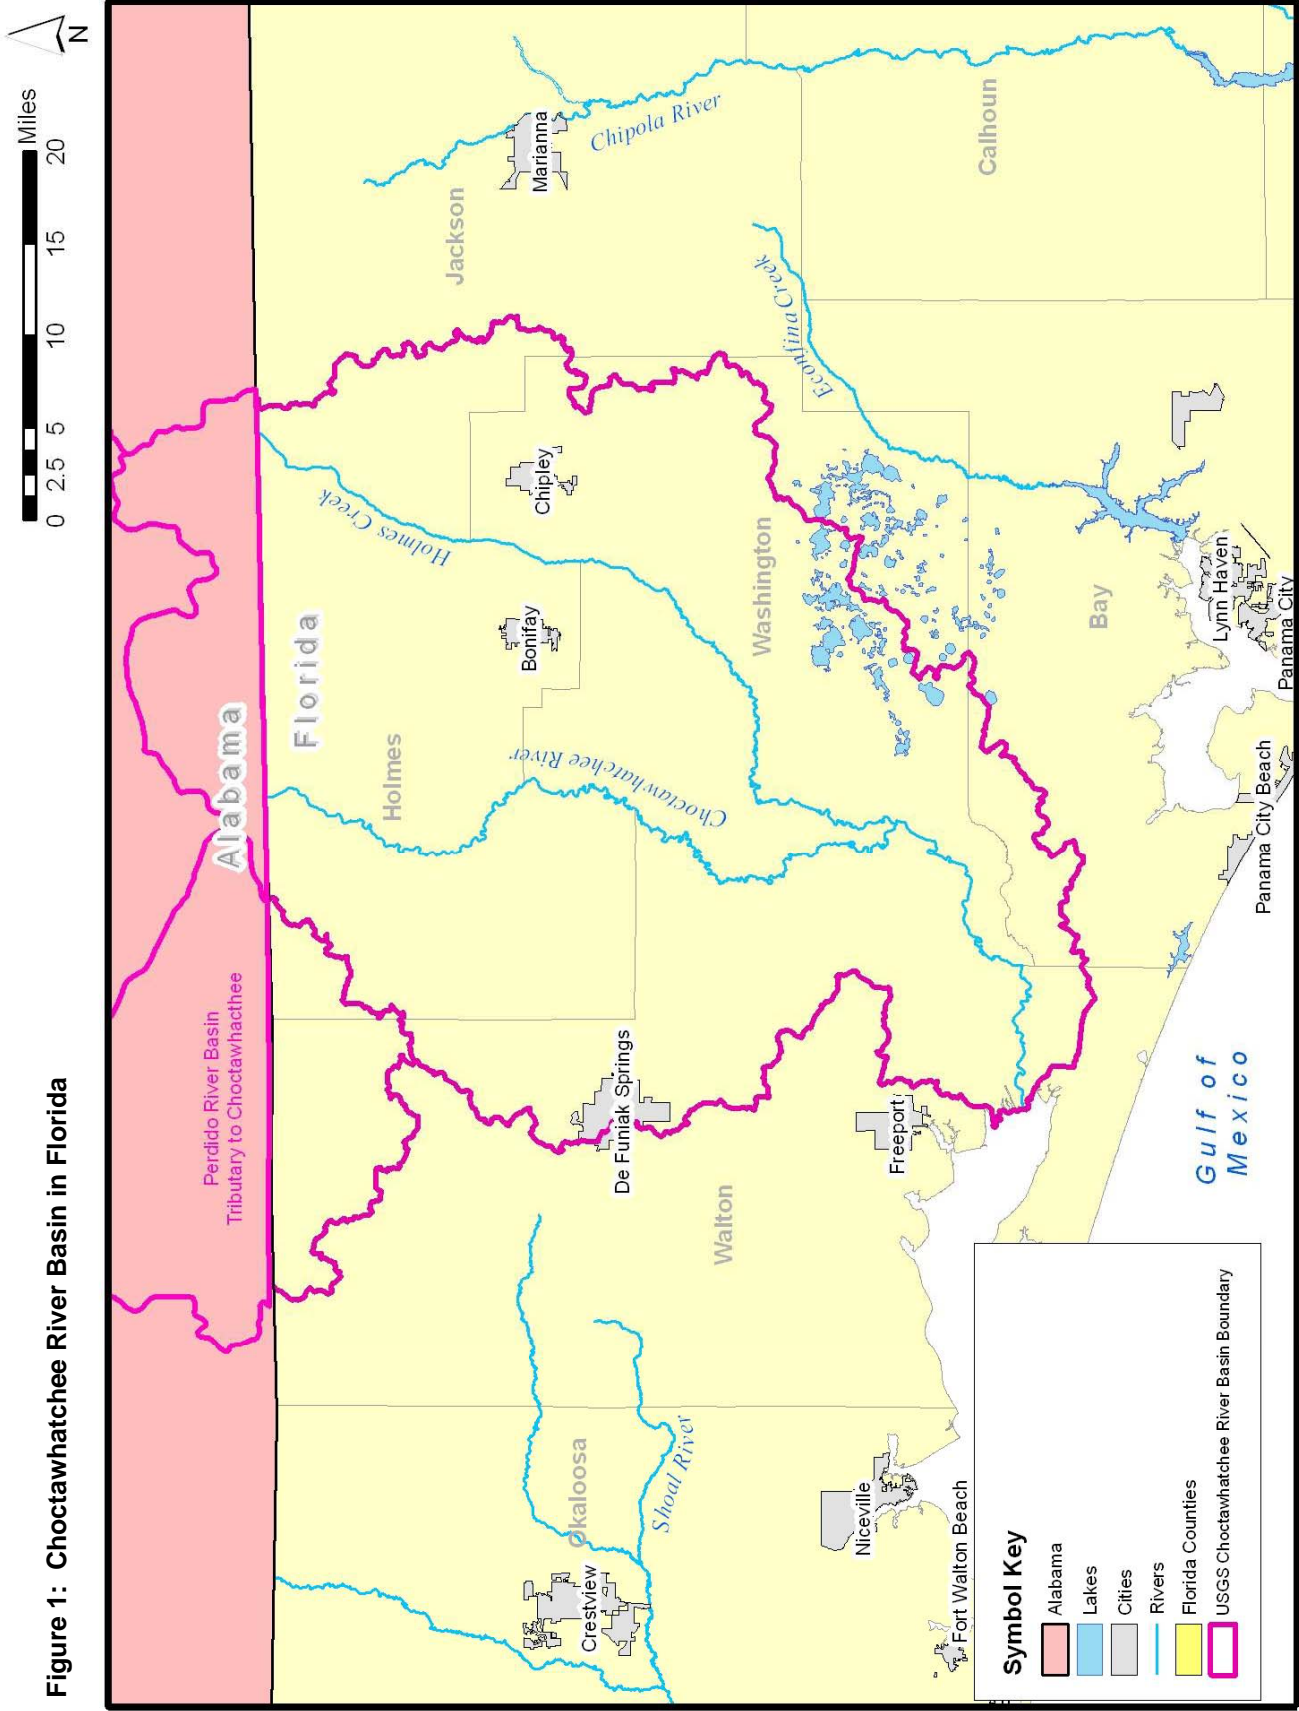 Figure 1: Choctawhatchee River Basin in Florida
0 2.5 5 10 15 20
Miles
N
Perdido River Basin
Tributary to Choctawhacthee
Alabama
Florida
Holmes
Jackson
Holmes Creek
Choctawhatchee River
Bonifay
Chipley
Marianna
Chipola River
Okaloosa
Crestview
Shoal River
De Funiak Springs
Walton
Washington
Econfina Creek
Calhoun
Niceville
Freeport
Fort Walton Beach
Bay
Lynn Haven
Panama City
Panama City Beach
Gulf of
Mexico
Symbol Key
Alabama
Lakes
Cities
Rivers
Florida Counties
USGS Choctawhatchee River Basin Boundary